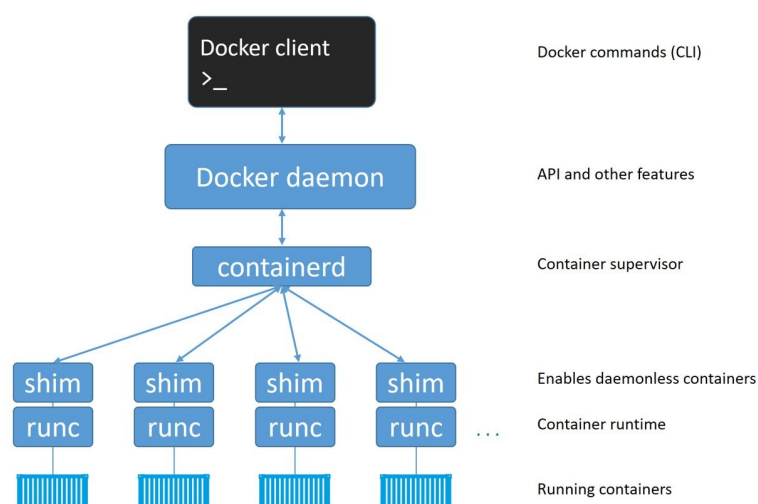 Docker client
>_
Docker commands (CLI)
Docker daemon
API and other features
containerd
Container supervisor
shim shim shim shim
Enables daemonless containers
runc runc runc runc ...
Container runtime
Running containers